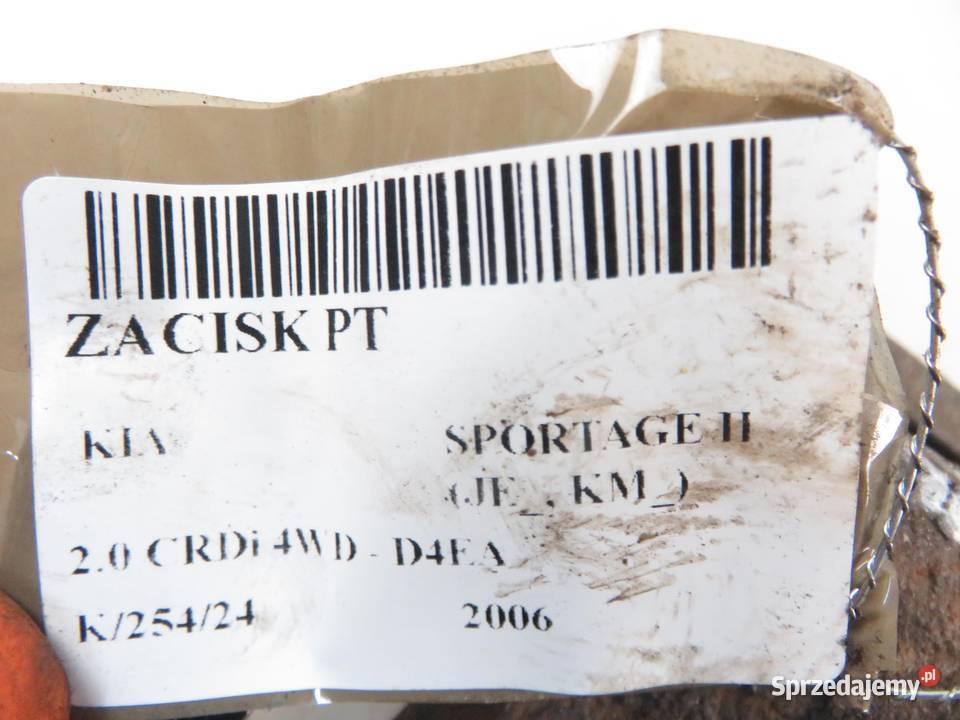 ZACISK PT
KIA SPORTAGE II
(JE_, KM_)
2.0 CRDi 4WD - D4EA
K/254/24 2006
Sprzedajemy.pl